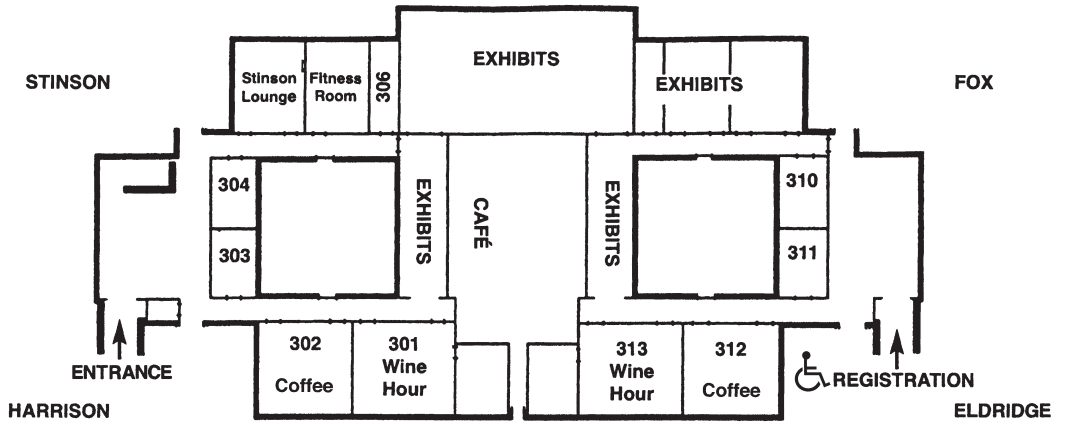 EXHIBITS
STINSON
Stinson
Lounge
Fitness
Room
306
EXHIBITS
FOX
304
303
EXHIBITS
CAFÉ
EXHIBITS
310
311
302
Coffee
301
Wine
Hour
313
Wine
Hour
312
Coffee
ENTRANCE
REGISTRATION
HARRISON
ELDRIDGE